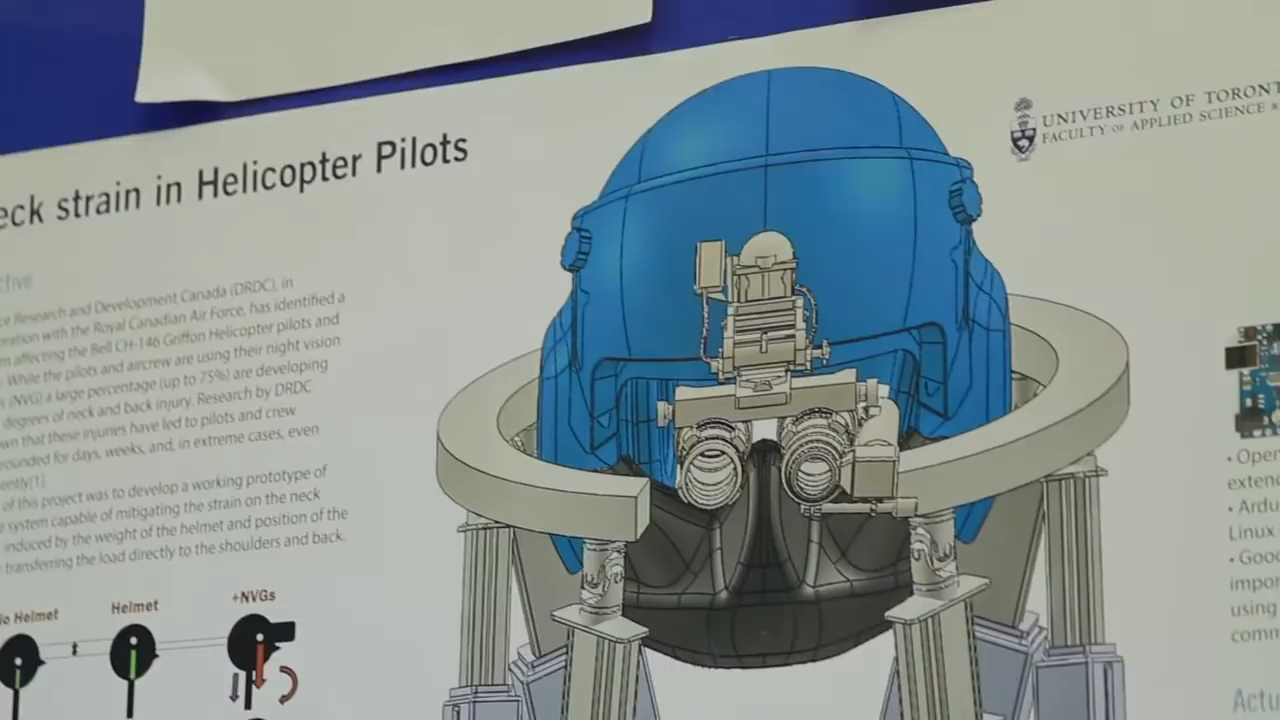 eck strain in Helicopter Pilots
UNIVERSITY OF TORONT
FACULTY OF APPLIED SCIENCE &
ctive
ce Research and Development Canada (DRDC), in
ration with the Royal Canadian Air Force, has identified a
m affecting the Bell CH-146 Griffon Helicopter pilots and
. While the pilots and aircrew are using their night vision
s (NVG) a large percentage (up to 75%) are developing
degrees of neck and back injury. Research by DRDC
wn that these injuries have led to pilots and crew
rounded for days, weeks, and, in extreme cases, even
ently[1].
of this project was to develop a working prototype of
e system capable of mitigating the strain on the neck
induced by the weight of the helmet and position of the
transferring the load directly to the shoulders and back.
o Helmet
Helmet
+NVGs
• Open
extend
• Ardu
Linux
• Good
impor
using
comm
Actu